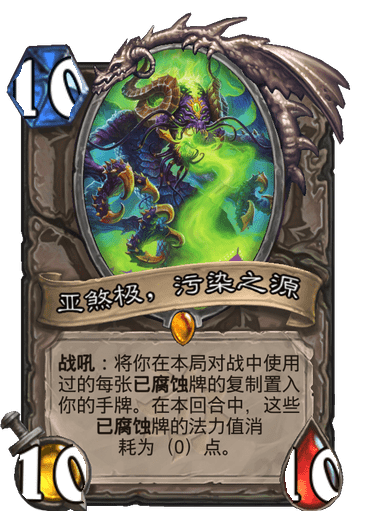 10
亚煞极，污染之源
战吼：将你在本局对战中使用
过的每张已腐蚀牌的复制置入
你的手牌。在本回合中，这些
已腐蚀牌的法力值消
耗为（0）点。
10
10